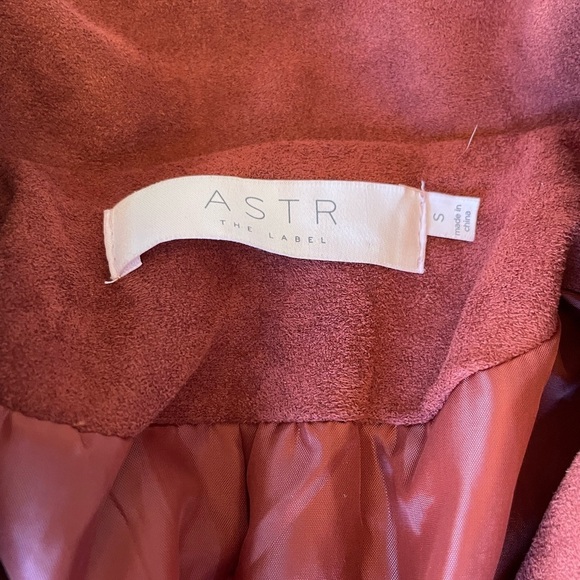 ASTR
THE LABEL
S
made in
china